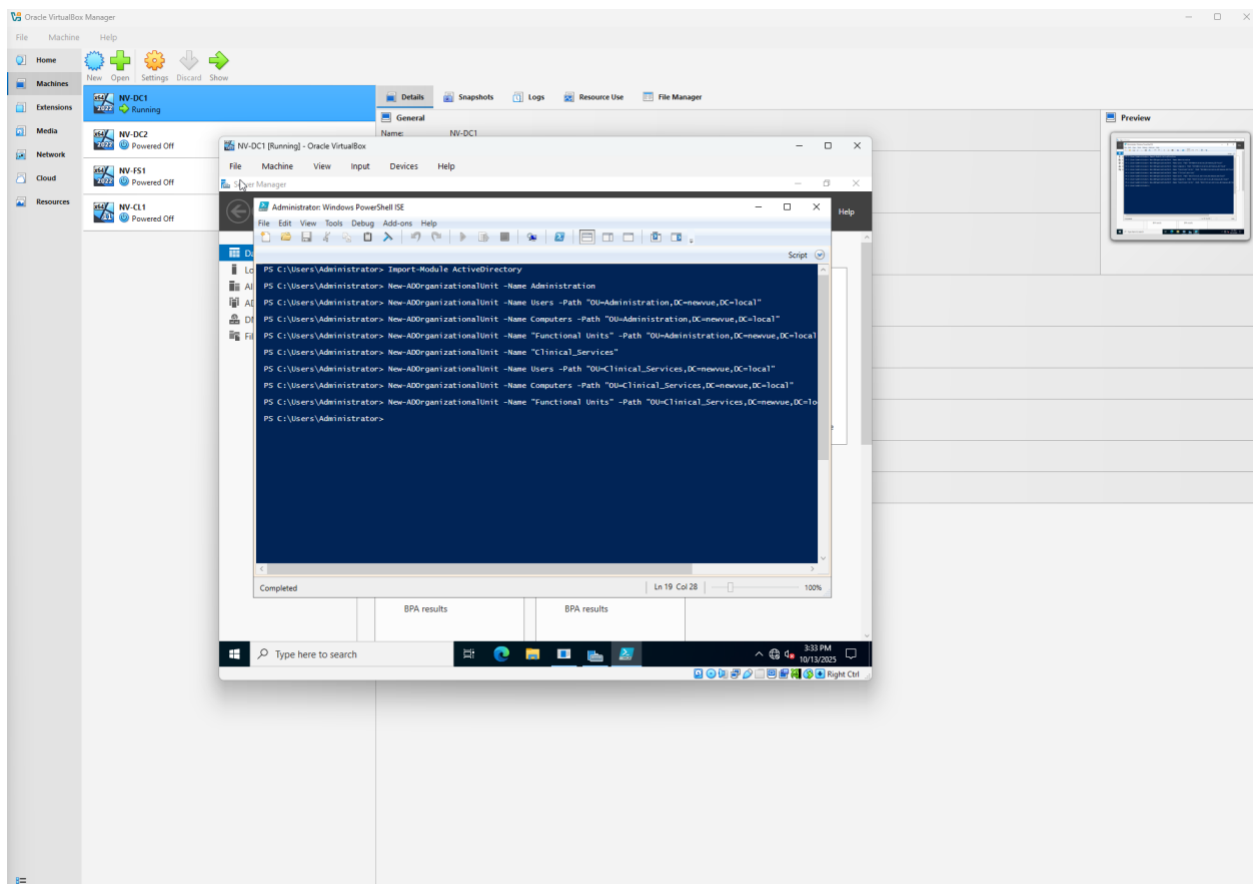 Oracle VirtualBox Manager
File Machine Help
Home
Machines
Extensions
Media
Network
Cloud
Resources
New Open Settings Discard Show
NV-DC1
Running
NV-DC2
Powered Off
NV-FS1
Powered Off
NV-CL1
Powered Off
Details Snapshots Logs Resource Use File Manager
General
Name: NV-DC1
Preview
NV-DC1 [Running] - Oracle VirtualBox
File Machine View Input Devices Help
Manager
Help
Administrator: Windows PowerShell ISE
File Edit View Tools Debug Add-ons Help
Script
PS C:\Users\Administrator> Import-Module ActiveDirectory
PS C:\Users\Administrator> New-ADOrganizationalUnit -Name Administration
PS C:\Users\Administrator> New-ADOrganizationalUnit -Name Users -Path "OU=Administration,DC=newvue,DC=local"
PS C:\Users\Administrator> New-ADOrganizationalUnit -Name Computers -Path "OU=Administration,DC=newvue,DC=local"
PS C:\Users\Administrator> New-ADOrganizationalUnit -Name "Functional Units" -Path "OU=Administration,DC=newvue,DC=local
PS C:\Users\Administrator> New-ADOrganizationalUnit -Name "Clinical_Services"
PS C:\Users\Administrator> New-ADOrganizationalUnit -Name Users -Path "OU=Clinical_Services,DC=newvue,DC=local"
PS C:\Users\Administrator> New-ADOrganizationalUnit -Name Computers -Path "OU=Clinical_Services,DC=newvue,DC=local"
PS C:\Users\Administrator> New-ADOrganizationalUnit -Name "Functional Units" -Path "OU=Clinical_Services,DC=newvue,DC=lo
PS C:\Users\Administrator>
Completed
Ln 19 Col 28
100%
BPA results
BPA results
Type here to search
3:33 PM
10/13/2025
Right Ctrl